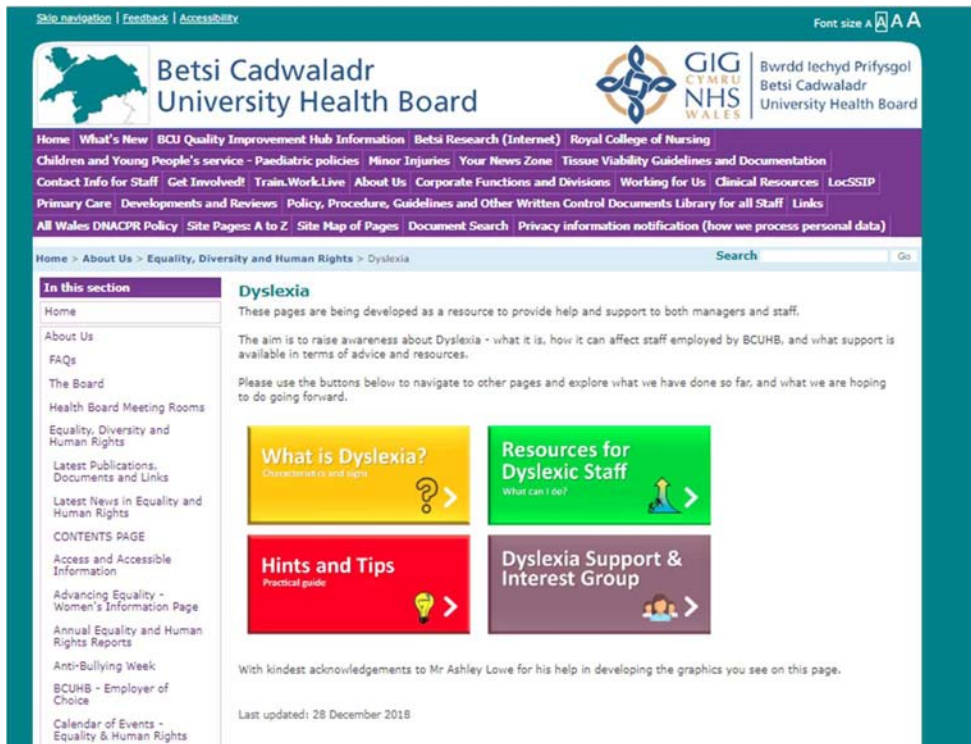 Skip navigation | Feedback | Accessibility
Font size A A A A
Betsi Cadwaladr
University Health Board
GIG
CYMRU
NHS
WALES
Bwrdd Iechyd Prifysgol
Betsi Cadwaladr
University Health Board
Home What's New BCU Quality Improvement Hub Information Betsi Research (Internet) Royal College of Nursing
Children and Young People's service - Paediatric policies Minor Injuries Your News Zone Tissue Viability Guidelines and Documentation
Contact Info for Staff Get Involved! Train.Work.Live About Us Corporate Functions and Divisions Working for Us Clinical Resources LocSSIP
Primary Care Developments and Reviews Policy, Procedure, Guidelines and Other Written Control Documents Library for all Staff Links
All Wales DNACPR Policy Site Pages: A to Z Site Map of Pages Document Search Privacy information notification (how we process personal data)
Home > About Us > Equality, Diversity and Human Rights > Dyslexia
Search
Go
In this section
Home
About Us
FAQs
The Board
Health Board Meeting Rooms
Equality, Diversity and
Human Rights
Latest Publications,
Documents and Links
Latest News in Equality and
Human Rights
CONTENTS PAGE
Access and Accessible
Information
Advancing Equality -
Women's Information Page
Annual Equality and Human
Rights Reports
Anti-Bullying Week
BCUHB - Employer of
Choice
Calendar of Events -
Equality & Human Rights
Dyslexia
These pages are being developed as a resource to provide help and support to both managers and staff.
The aim is to raise awareness about Dyslexia - what it is, how it can affect staff employed by BCUHB, and what support is
available in terms of advice and resources.
Please use the buttons below to navigate to other pages and explore what we have done so far, and what we are hoping
to do going forward.
What is Dyslexia?
Characteristics and signs
Resources for
Dyslexic Staff
What can I do?
Hints and Tips
Practical guide
Dyslexia Support &
Interest Group
With kindest acknowledgements to Mr Ashley Lowe for his help in developing the graphics you see on this page.
Last updated: 28 December 2018